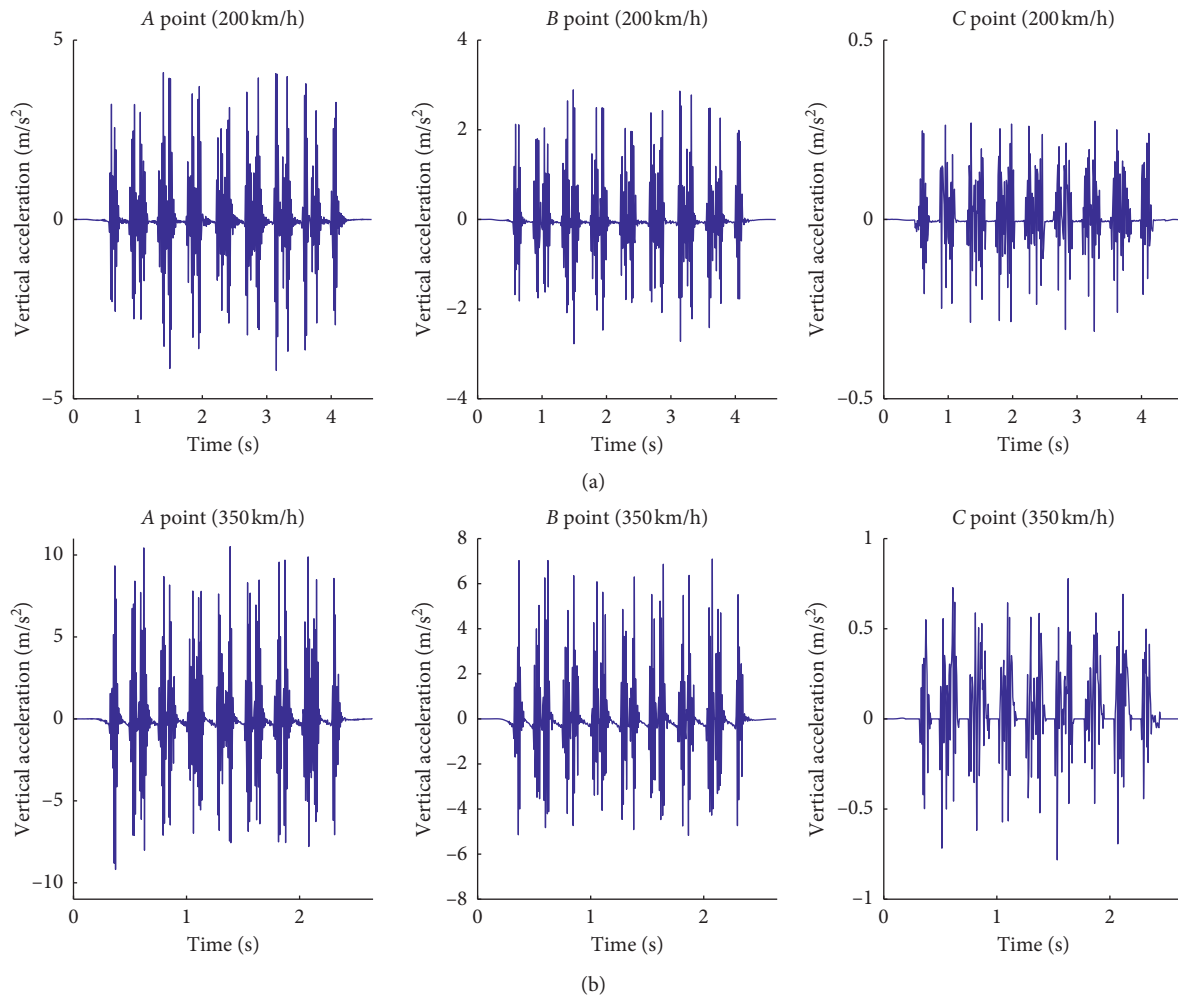 A point (200 km/h)
B point (200 km/h)
C point (200 km/h)
Vertical acceleration (m/s²)
5
0
–5
0 1 2 3 4
Time (s)
Vertical acceleration (m/s²)
4
2
0
–2
–4
0 1 2 3 4
Time (s)
Vertical acceleration (m/s²)
0.5
0
–0.5
0 1 2 3 4
Time (s)
(a)
A point (350 km/h)
B point (350 km/h)
C point (350 km/h)
Vertical acceleration (m/s²)
10
5
0
–5
–10
0 1 2
Time (s)
Vertical acceleration (m/s²)
8
6
4
2
0
–2
–4
–6
–8
0 1 2
Time (s)
Vertical acceleration (m/s²)
1
0.5
0
–0.5
–1
0 1 2
Time (s)
(b)